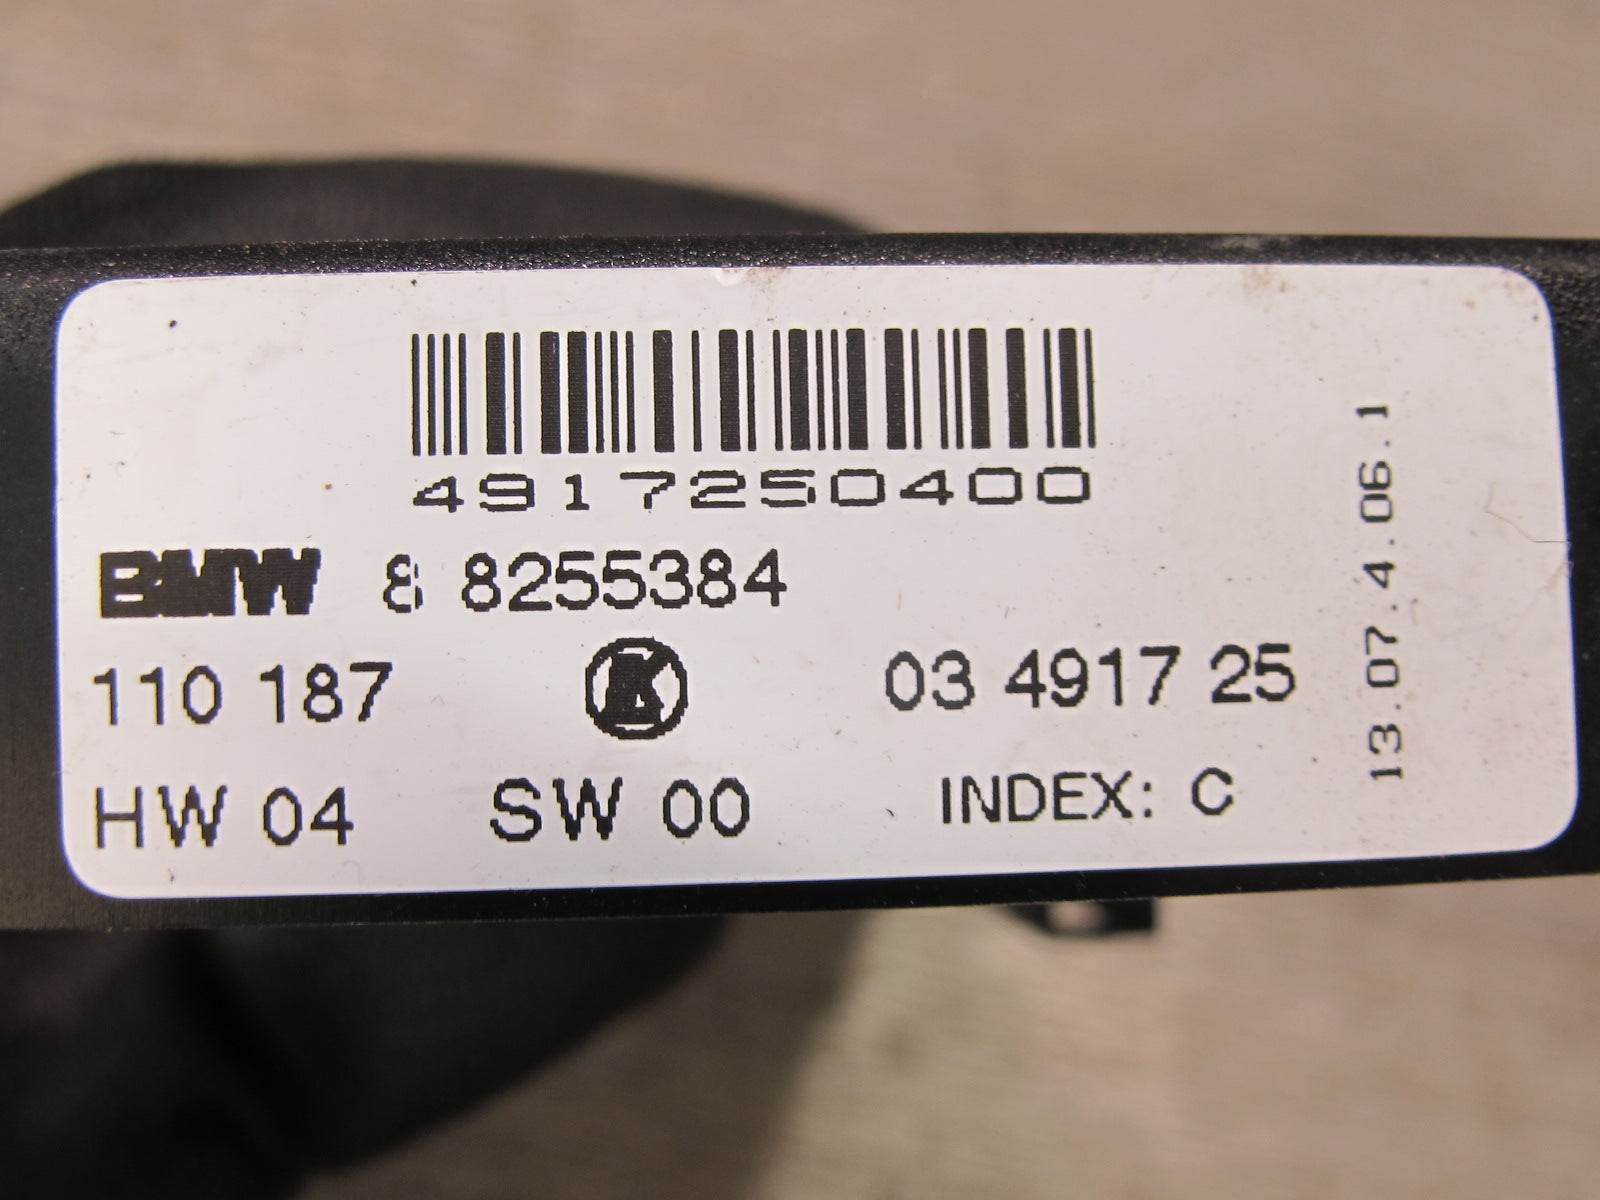 4917250400
BMW 8 8255384
110 187 K 03 4917 25
HW 04 SW 00 INDEX: C
13.07.4.06.1